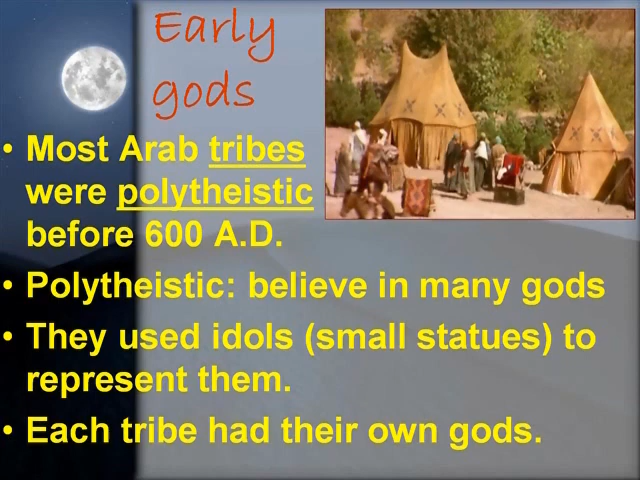 Early
gods
• Most Arab tribes
were polytheistic
before 600 A.D.
• Polytheistic: believe in many gods
• They used idols (small statues) to
represent them.
• Each tribe had their own gods.